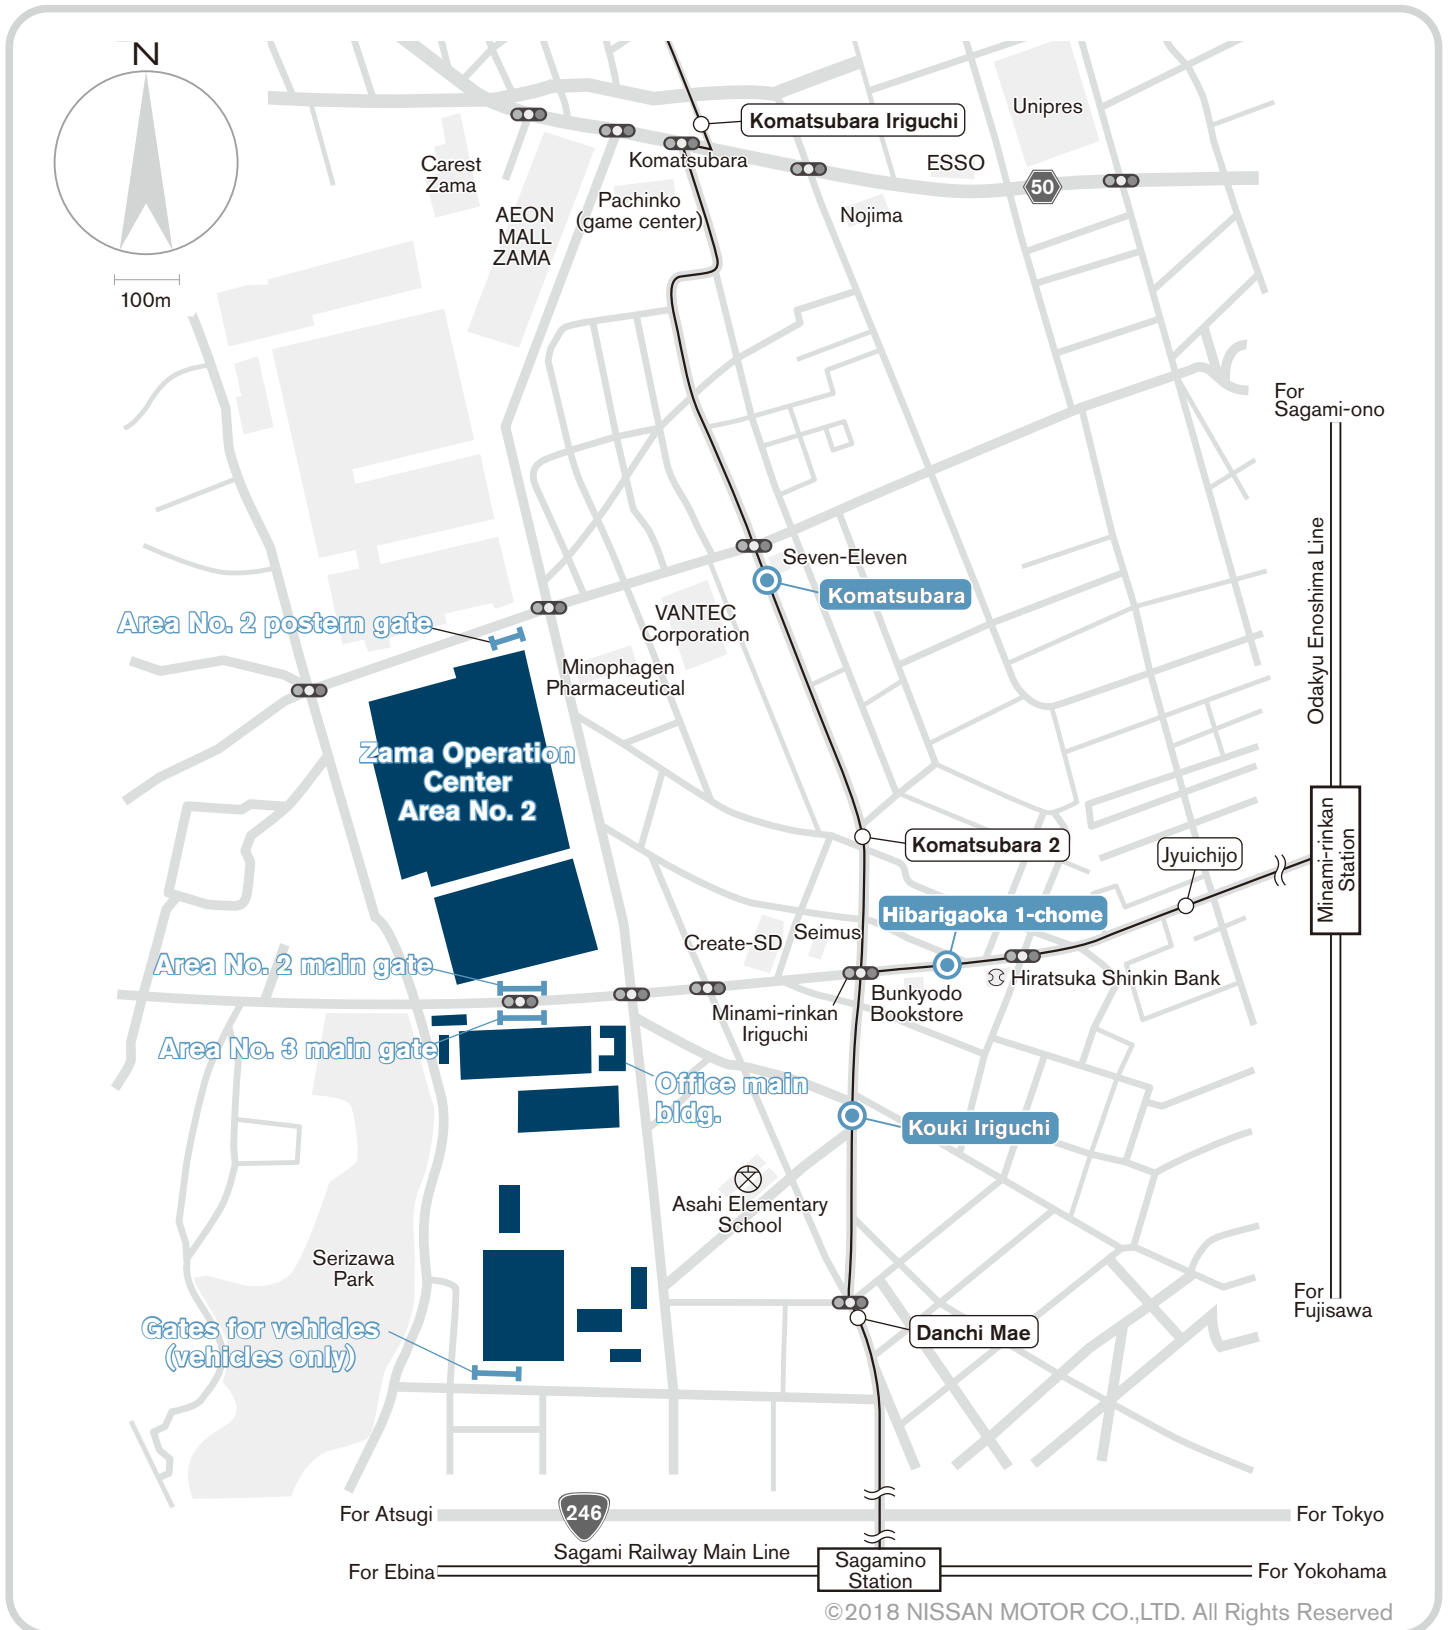 N
100m
Komatsubara Iriguchi
Unipres
Carest
Zama
Komatsubara
ESSO
50
Pachinko
(game center)
AEON
MALL
ZAMA
Nojima
For
Sagami-ono
Odakyu Enoshima Line
Seven-Eleven
Komatsubara
VANTEC
Corporation
Area No. 2 postern gate
Minophagen
Pharmaceutical
Zama Operation
Center
Area No. 2
Komatsubara 2
Jyuichijo
Minami-rinkan
Station
Hibarigaoka 1-chome
Create-SD
Seimus
Area No. 2 main gate
Hiratsuka Shinkin Bank
Bunkyodo
Bookstore
Minami-rinkan
Iriguchi
Area No. 3 main gate
Office main
bldg.
Kouki Iriguchi
Asahi Elementary
School
Serizawa
Park
For
Fujisawa
Gates for vehicles
(vehicles only)
Danchi Mae
For Atsugi
246
For Tokyo
Sagami Railway Main Line
For Ebina
Sagamino
Station
For Yokohama
©2018 NISSAN MOTOR CO.,LTD. All Rights Reserved